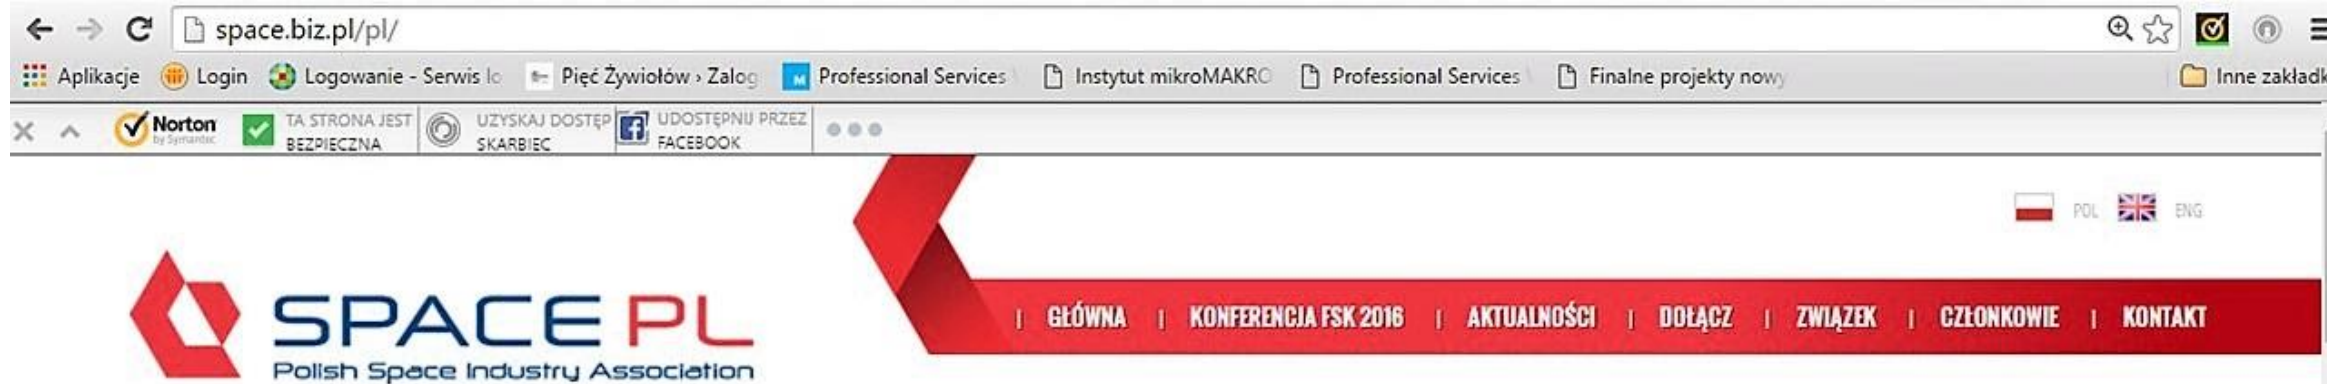 space.biz.pl/pl/
Aplikacje Login Logowanie - Serwis lo Pięć Żywiołów › Zalog M Professional Services Instytut mikroMAKRO Professional Services Finalne projekty nowy Inne zakładk
Norton TA STRONA JEST UZYSKAJ DOSTĘP UDOSTĘPNIJ PRZEZ
by Symantec BEZPIECZNA SKARBIEC FACEBOOK
POL ENG
SPACE PL
Polish Space Industry Association
| GŁÓWNA | KONFERENCJA FSK 2016 | AKTUALNOŚCI | DOŁĄCZ | ZWIĄZEK | CZŁONKOWIE | KONTAKT